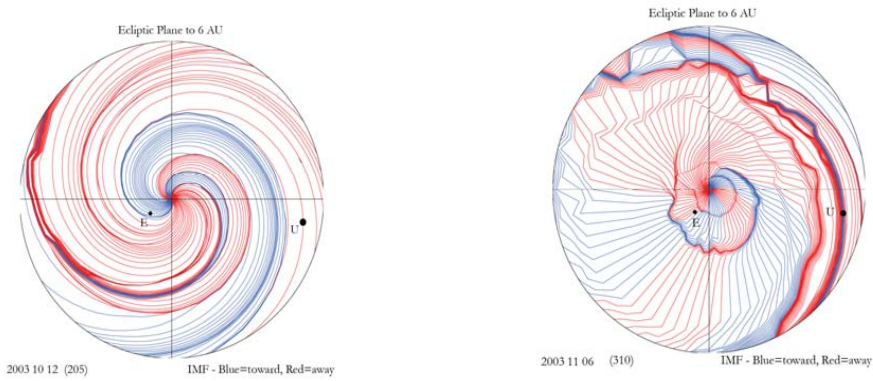 Ecliptic Plane to 6 AU
E
U
2003 10 12 (205)
IMF - Blue=toward, Red=away
Ecliptic Plane to 6 AU
E
U
2003 11 06 (310)
IMF - Blue=toward, Red=away